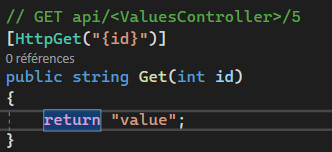 // GET api/<ValuesController>/5
[HttpGet("{id}")]
0 références
public string Get(int id)
{
    return "value";
}